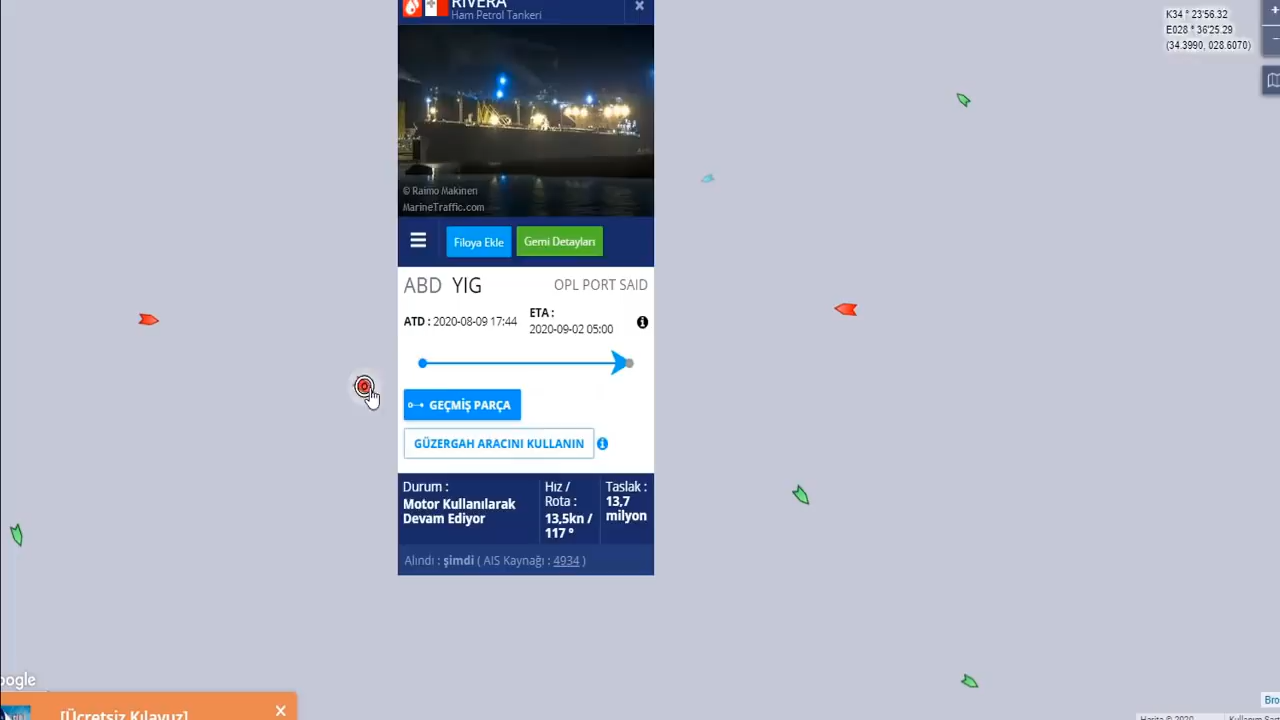 RIVERA
Ham Petrol Tankeri
×
K34 ° 23'56.32
E028 ° 36'25.29
(34.3990, 028.6070)
© Raimo Makinen
MarineTraffic.com
Filoya Ekle
Gemi Detayları
ABD YIG
OPL PORT SAID
ATD : 2020-08-09 17:44
ETA :
2020-09-02 05:00
GEÇMİŞ PARÇA
GÜZERGAH ARACINI KULLANIN
Durum :
Motor Kullanılarak
Devam Ediyor
Hız /
Rota :
13,5kn /
117 °
Taslak :
13,7
milyon
Alındı : şimdi ( AIS Kaynağı : 4934 )
oogle
[Ücretsiz Kılavuz]
×
Bro
Harita © 2020